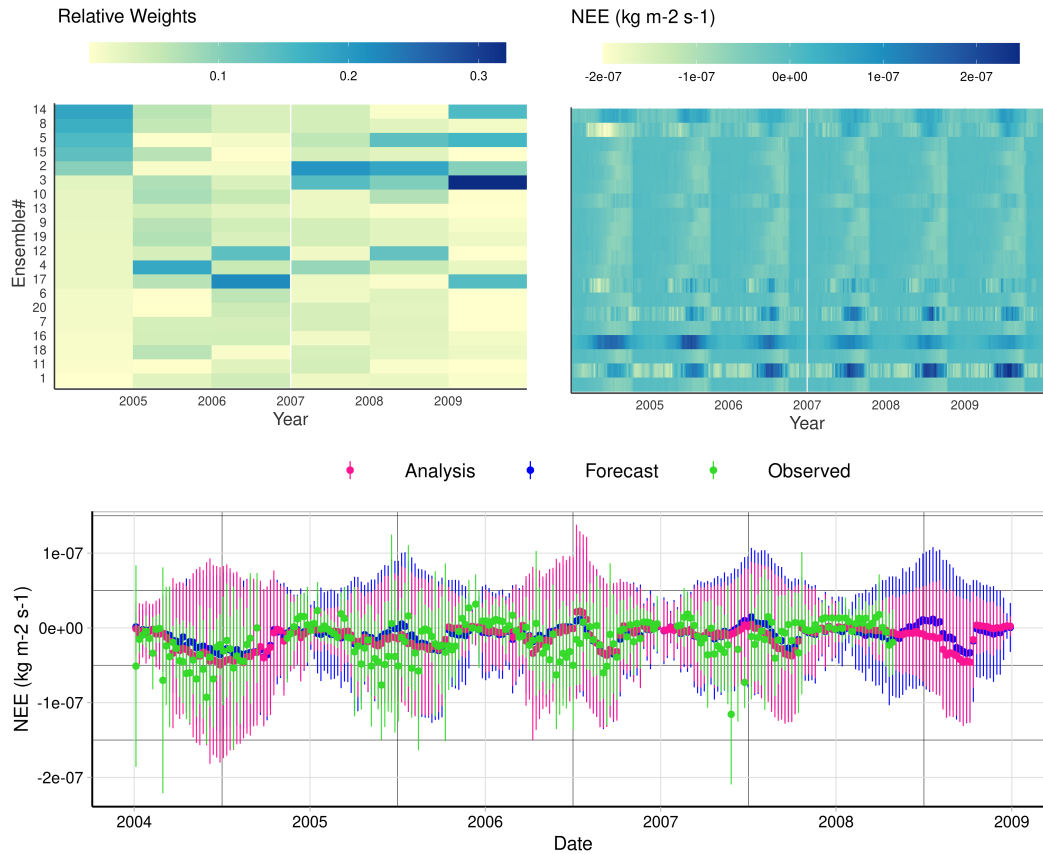 Relative Weights
0.1 0.2 0.3
Ensemble#
14
8
5
15
2
3
10
13
9
19
12
4
17
6
20
7
16
18
11
1
2005 2006 2007 2008 2009
Year
NEE (kg m-2 s-1)
-2e-07 -1e-07 0e+00 1e-07 2e-07
2005 2006 2007 2008 2009
Year
Analysis Forecast Observed
NEE (kg m-2 s-1)
1e-07
0e+00
-1e-07
-2e-07
2004 2005 2006 2007 2008 2009
Date